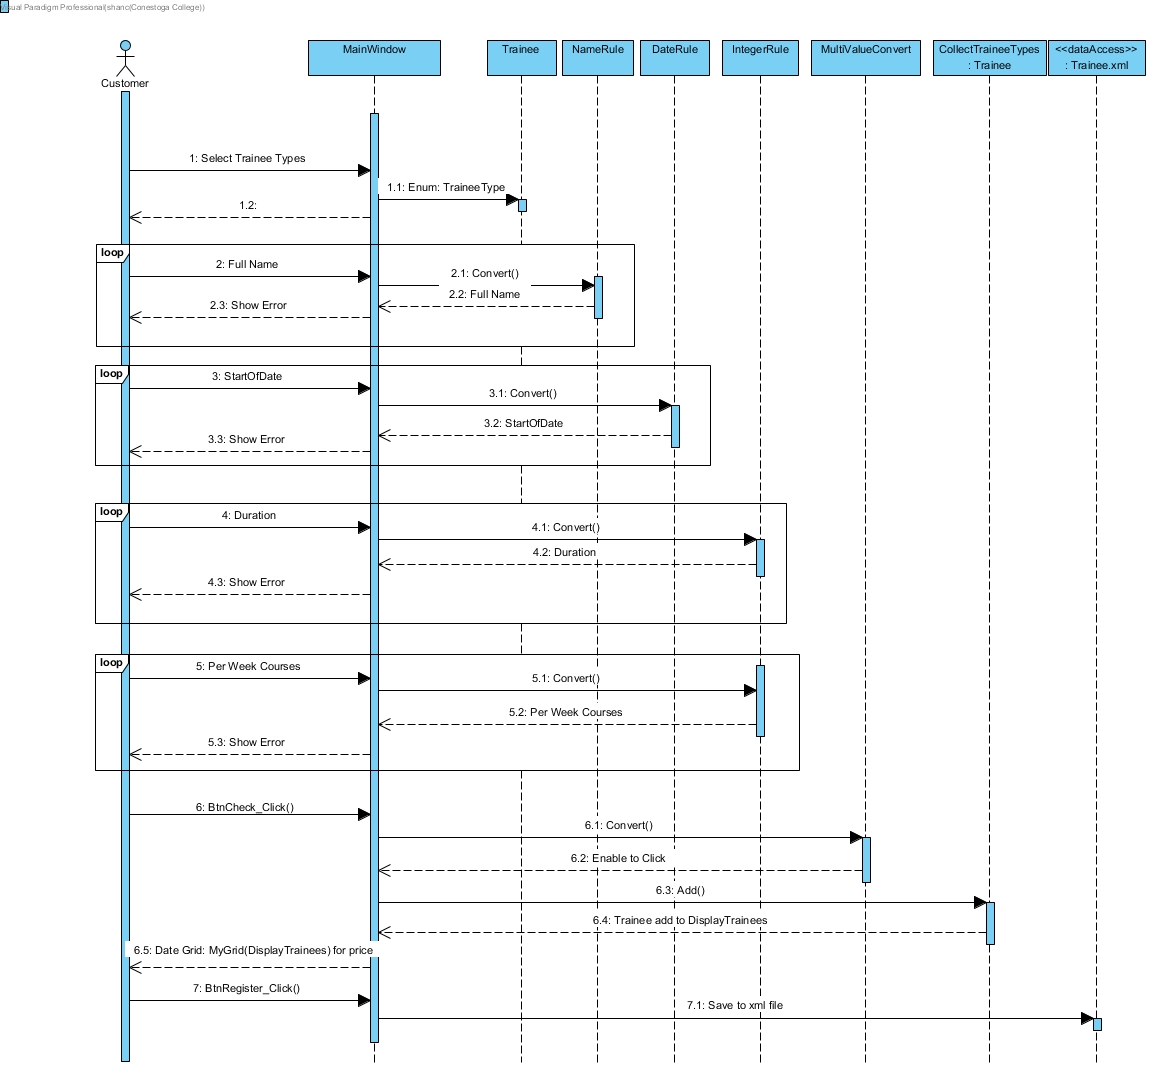 Visual Paradigm Professional(shanc(Conestoga College))
MainWindow
Trainee
NameRule
DateRule
IntegerRule
MultiValueConvert
CollectTraineeTypes
: Trainee
<<dataAccess>>
: Trainee.xml
Customer
1: Select Trainee Types
1.1: Enum: TraineeType
1.2:
loop
2: Full Name
2.1: Convert()
2.2: Full Name
2.3: Show Error
loop
3: StartOfDate
3.1: Convert()
3.2: StartOfDate
3.3: Show Error
loop
4: Duration
4.1: Convert()
4.2: Duration
4.3: Show Error
loop
5: Per Week Courses
5.1: Convert()
5.2: Per Week Courses
5.3: Show Error
6: BtnCheck_Click()
6.1: Convert()
6.2: Enable to Click
6.3: Add()
6.4: Trainee add to DisplayTrainees
6.5: Date Grid: MyGrid(DisplayTrainees) for price
7: BtnRegister_Click()
7.1: Save to xml file